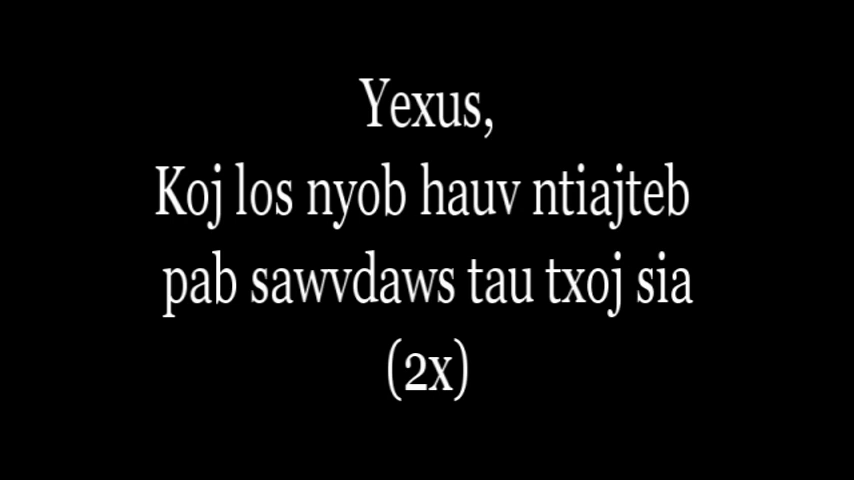 Yexus,
Koj los nyob hauv ntiajteb
pab sawvdaws tau txoj sia
(2x)